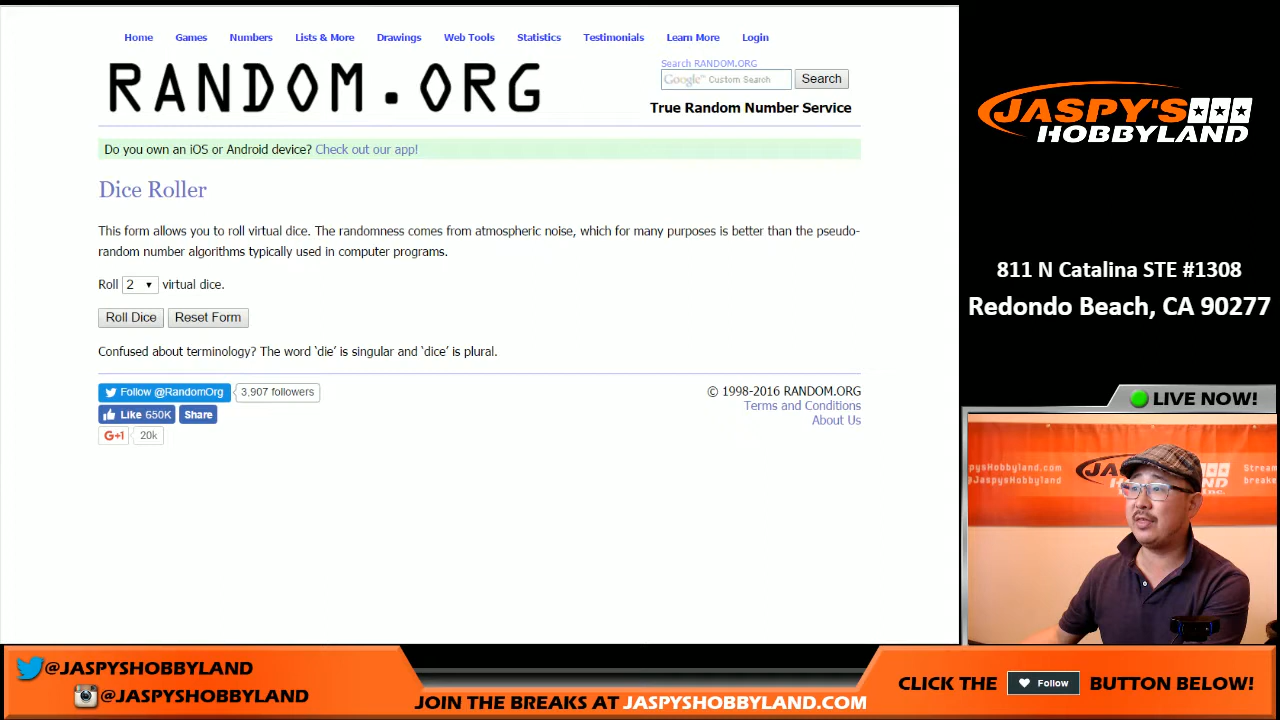 Home Games Numbers Lists & More Drawings Web Tools Statistics Testimonials Learn More Login
RANDOM.ORG
Search RANDOM.ORG
Google™ Custom Search Search
True Random Number Service
Do you own an iOS or Android device? Check out our app!
Dice Roller
This form allows you to roll virtual dice. The randomness comes from atmospheric noise, which for many purposes is better than the pseudo-
random number algorithms typically used in computer programs.
Roll 2 virtual dice.
Roll Dice Reset Form
Confused about terminology? The word ‘die’ is singular and ‘dice’ is plural.
Follow @RandomOrg 3,907 followers
Like 650K Share
G+1 20k
© 1998-2016 RANDOM.ORG
Terms and Conditions
About Us
JASPY'S
HOBBYLAND
811 N Catalina STE #1308
Redondo Beach, CA 90277
LIVE NOW!
pysHobbyland.com
@JaspysHobbyland
Inc.
@JASPYSHOBBYLAND
@JASPYSHOBBYLAND
JOIN THE BREAKS AT JASPYSHOBBYLAND.COM
CLICK THE Follow BUTTON BELOW!